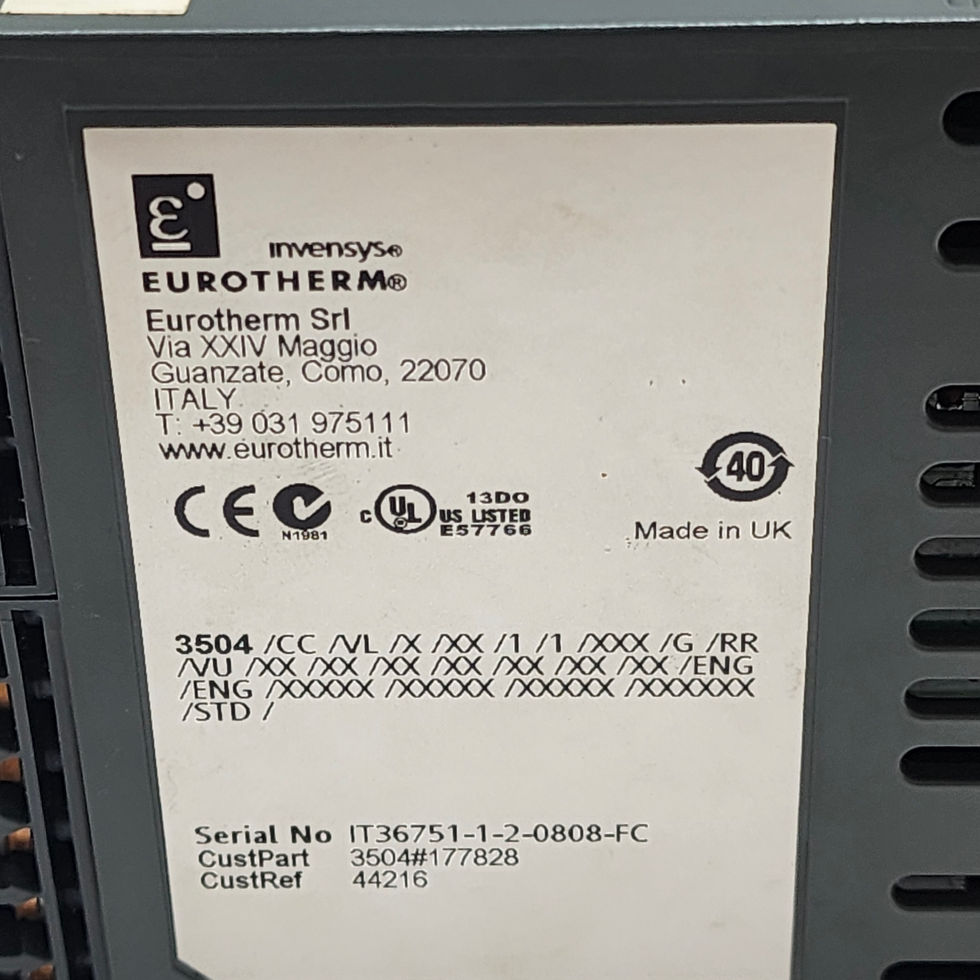 ε
invensys®
EUROTHERM®
Eurotherm Srl
Via XXIV Maggio
Guanzate, Como, 22070
ITALY
T: +39 031 975111
www.eurotherm.it
40
CE
N1981
C UL US LISTED
13DO
E57766
Made in UK
3504 /CC /VL /X /XX /1 /1 /XXX /G /RR
/VU /XX /XX /XX /XX /XX /XX /XX /ENG
/ENG /XXXXX /XXXXX /XXXXX /XXXXXX
/STD /
Serial No IT36751-1-2-0808-FC
CustPart 3504#177828
CustRef 44216